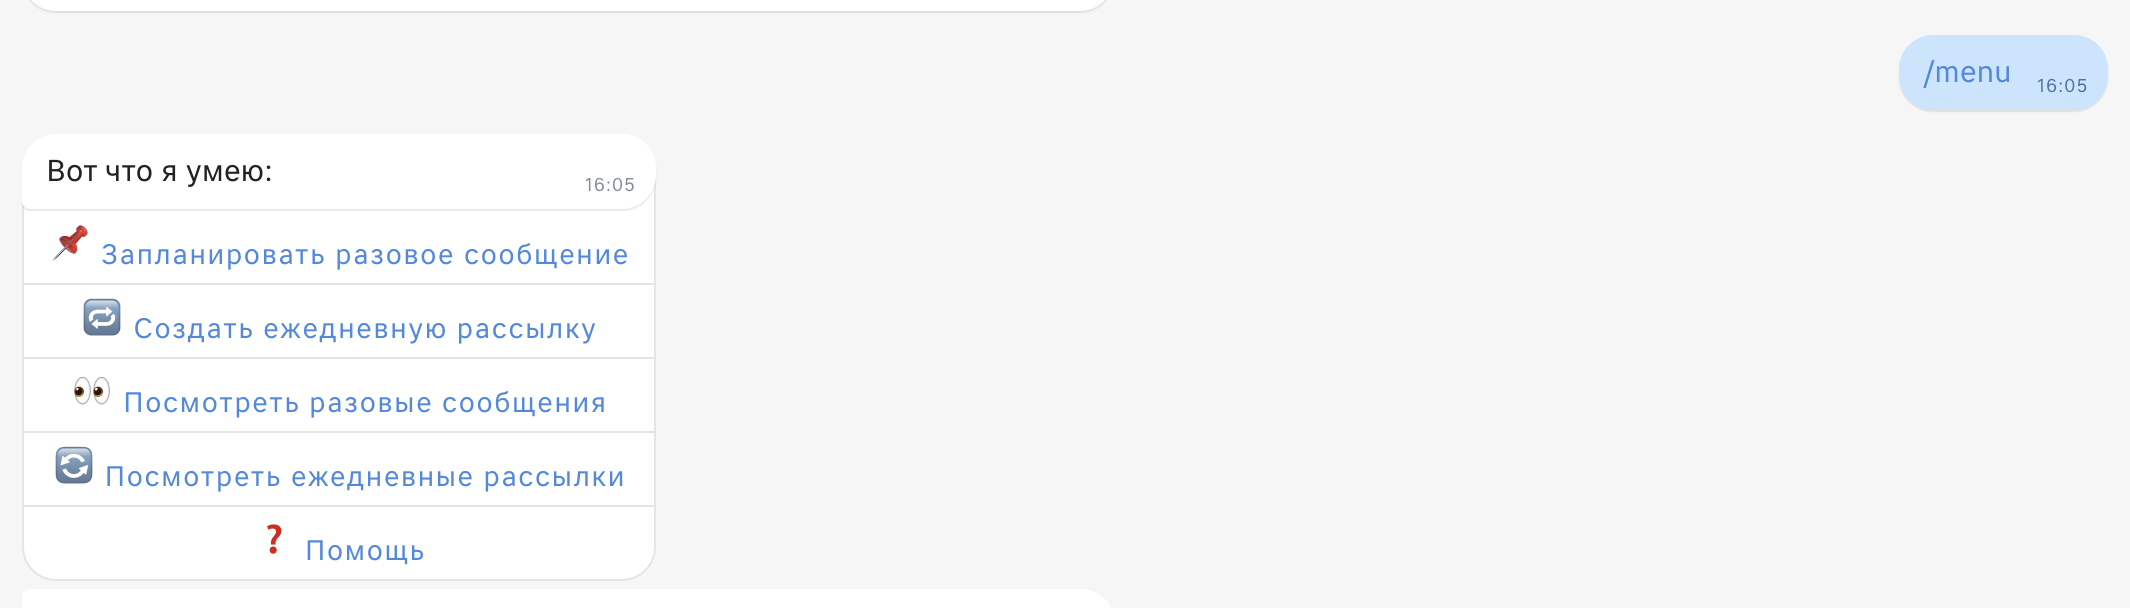 /menu 16:05
Вот что я умею:
16:05
📌 Запланировать разовое сообщение
🔁 Создать ежедневную рассылку
👀 Посмотреть разовые сообщения
🔄 Посмотреть ежедневные рассылки
❓ Помощь